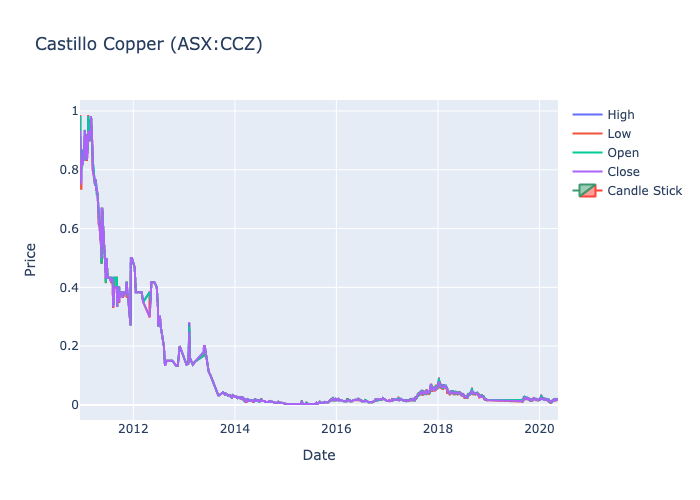 Castillo Copper (ASX:CCZ)
High
Low
Open
Close
Candle Stick
1
0.8
0.6
0.4
0.2
0
Price
2012 2014 2016 2018 2020
Date